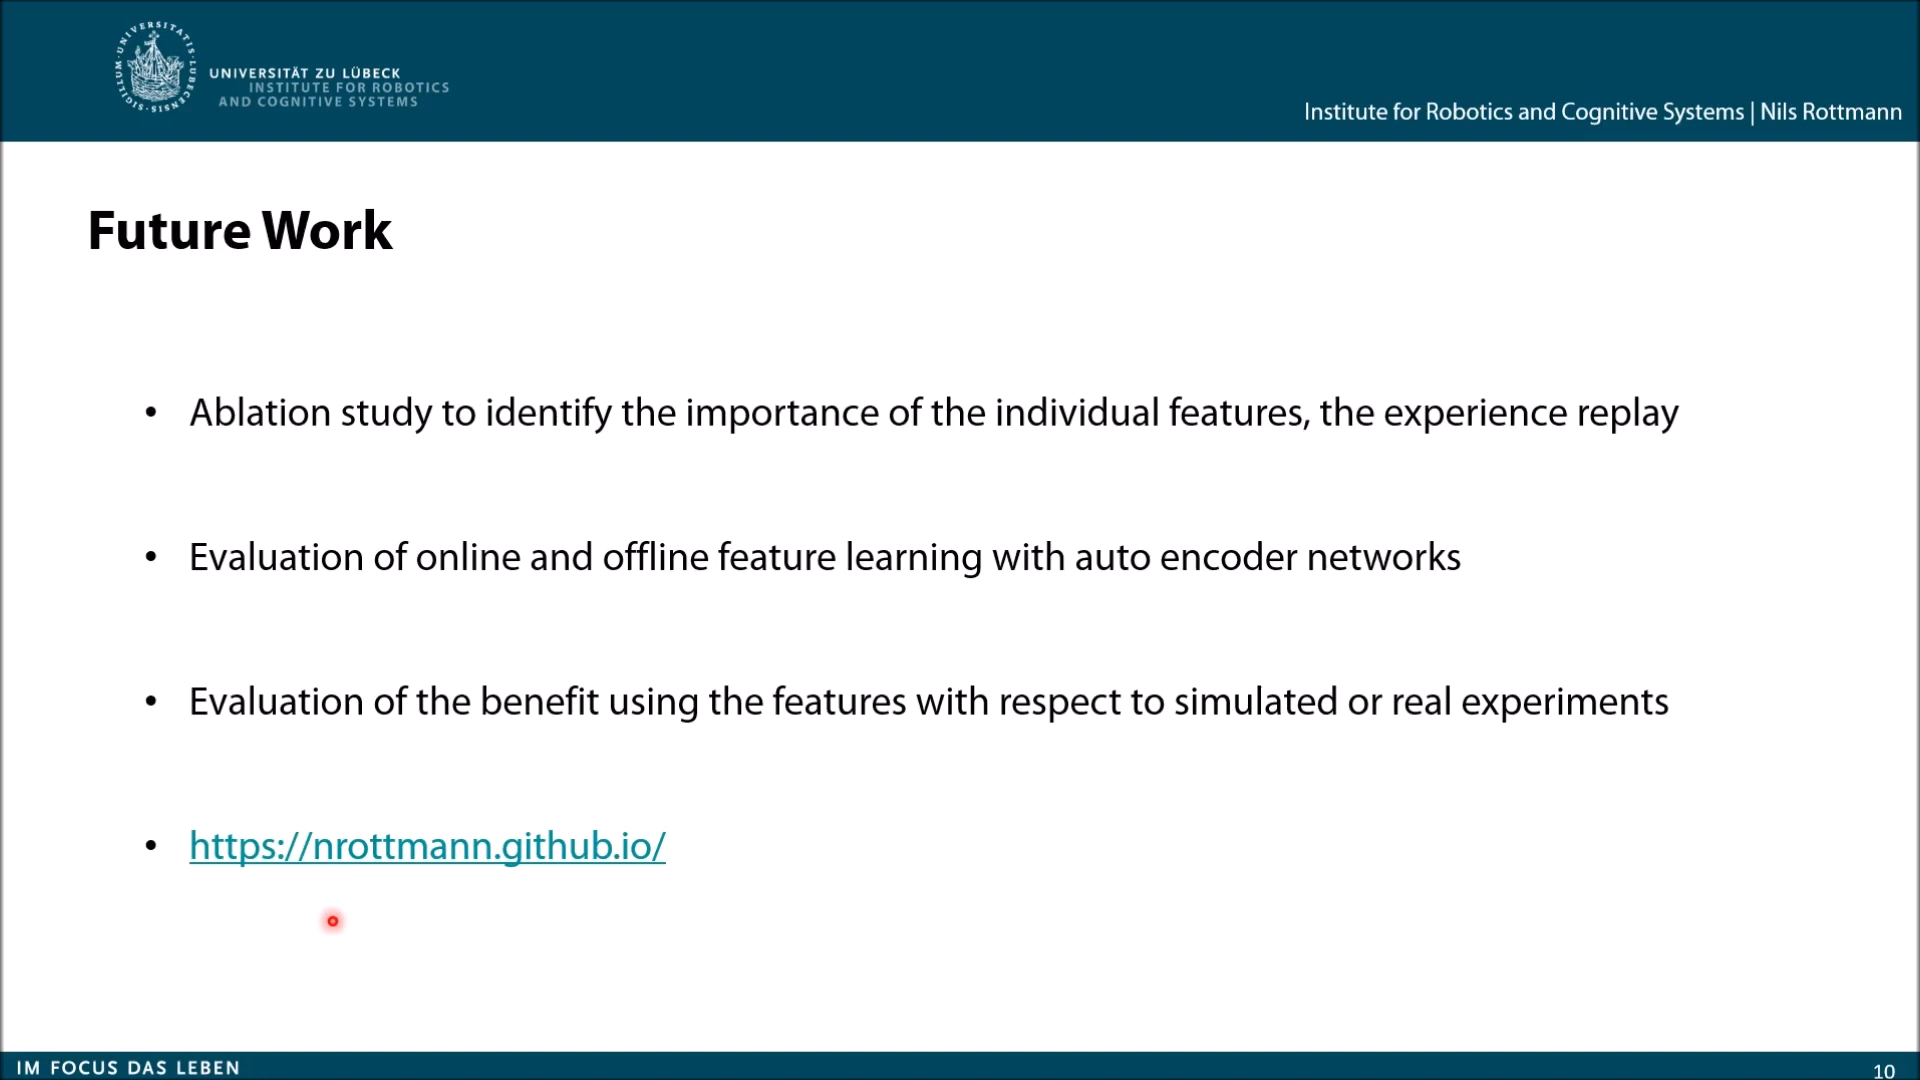 SIGILLUM·UNIVERSITATIS·LUBECENSIS
UNIVERSITÄT ZU LÜBECK
INSTITUTE FOR ROBOTICS
AND COGNITIVE SYSTEMS
Institute for Robotics and Cognitive Systems | Nils Rottmann
Future Work
• Ablation study to identify the importance of the individual features, the experience replay
• Evaluation of online and offline feature learning with auto encoder networks
• Evaluation of the benefit using the features with respect to simulated or real experiments
• https://nrottmann.github.io/
IM FOCUS DAS LEBEN
10